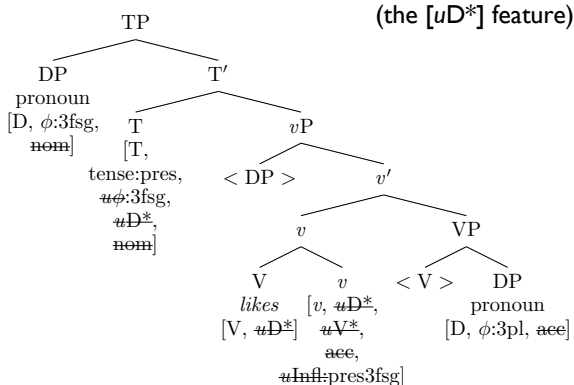 (the [uD*] feature)
TP
DP T′
pronoun
[D, ϕ:3fsg,
nom]
T vP
[T,
tense:pres,
uϕ:3fsg,
uD*,
nom]
< DP > v′
v VP
V v < V > DP
likes [v, uD*, pronoun
[V, uD*] uV*, [D, ϕ:3pl, acc]
acc,
uInfl:pres3fsg]